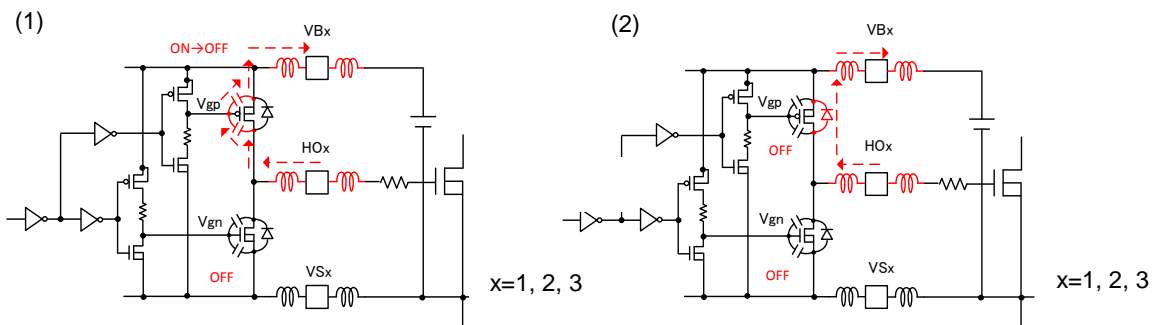 (1)
VBx
ON→OFF
Vgp
HOx
Vgn
VSx
OFF
x=1, 2, 3
(2)
VBx
Vgp
HOx
OFF
Vgn
VSx
OFF
x=1, 2, 3